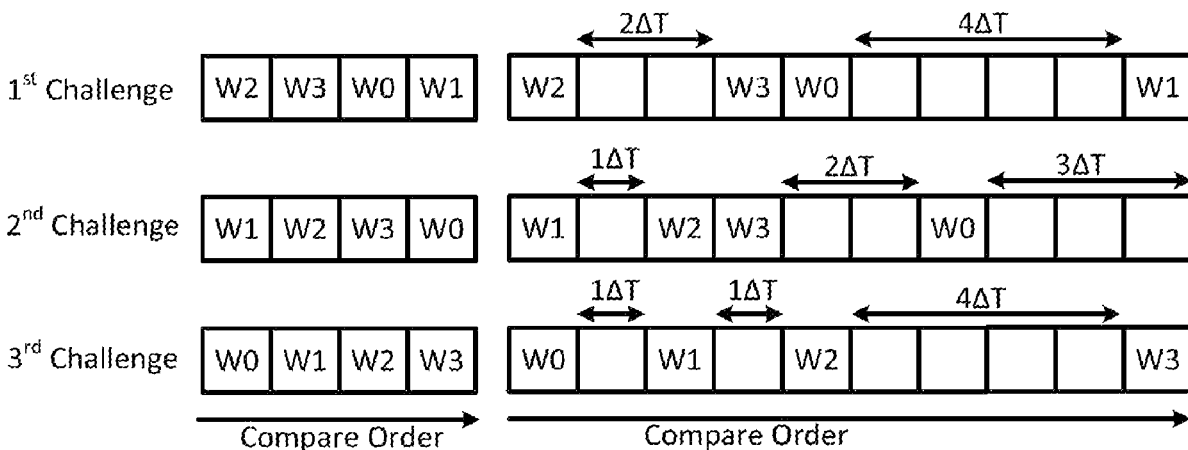 2ΔT 4ΔT
1st Challenge W2 W3 W0 W1 W2 W3 W0 W1
1ΔT 2ΔT 3ΔT
2nd Challenge W1 W2 W3 W0 W1 W2 W3 W0
1ΔT 1ΔT 4ΔT
3rd Challenge W0 W1 W2 W3 W0 W1 W2 W3
Compare Order Compare Order